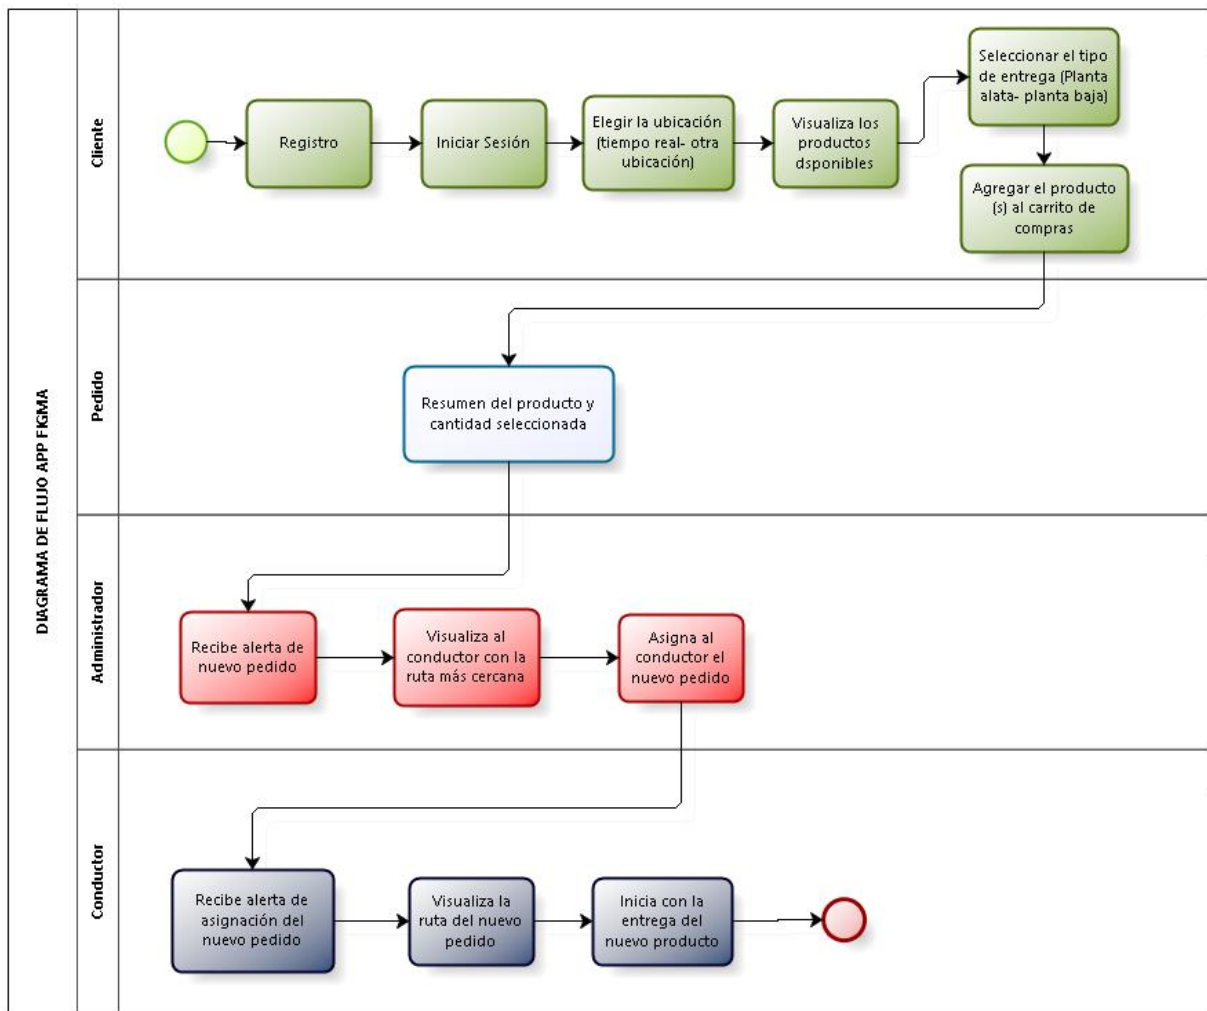 DIAGRAMA DE FLUJO APP FIGMA
Cliente
Registro
Iniciar Sesión
Elegir la ubicación
(tiempo real- otra
ubicación)
Visualiza los
productos
dsponibles
Seleccionar el tipo
de entrega (Planta
alata- planta baja)
Agregar el producto
(s) al carrito de
compras
Pedido
Resumen del producto y
cantidad seleccionada
Administrador
Recibe alerta de
nuevo pedido
Visualiza al
conductor con la
ruta más cercana
Asigna al
conductor el
nuevo pedido
Conductor
Recibe alerta de
asignación del
nuevo pedido
Visualiza la
ruta del nuevo
pedido
Inicia con la
entrega del
nuevo producto